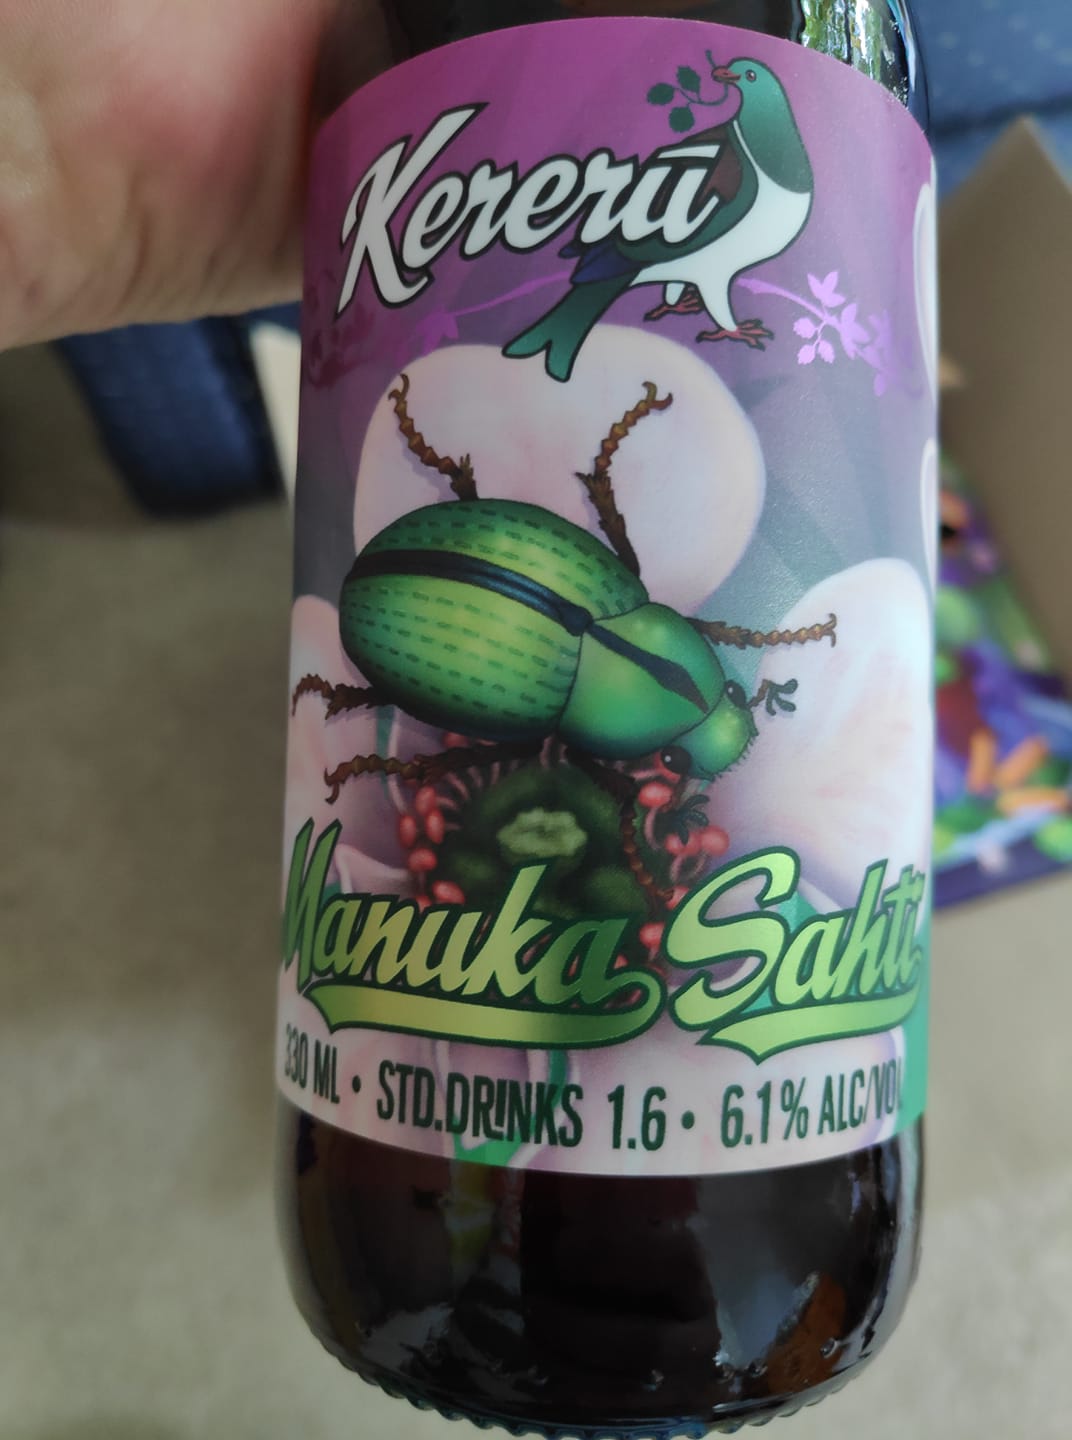 Kererū
Manuka Sahti
330 ML • STD.DRINKS 1.6 • 6.1% ALC/VOL